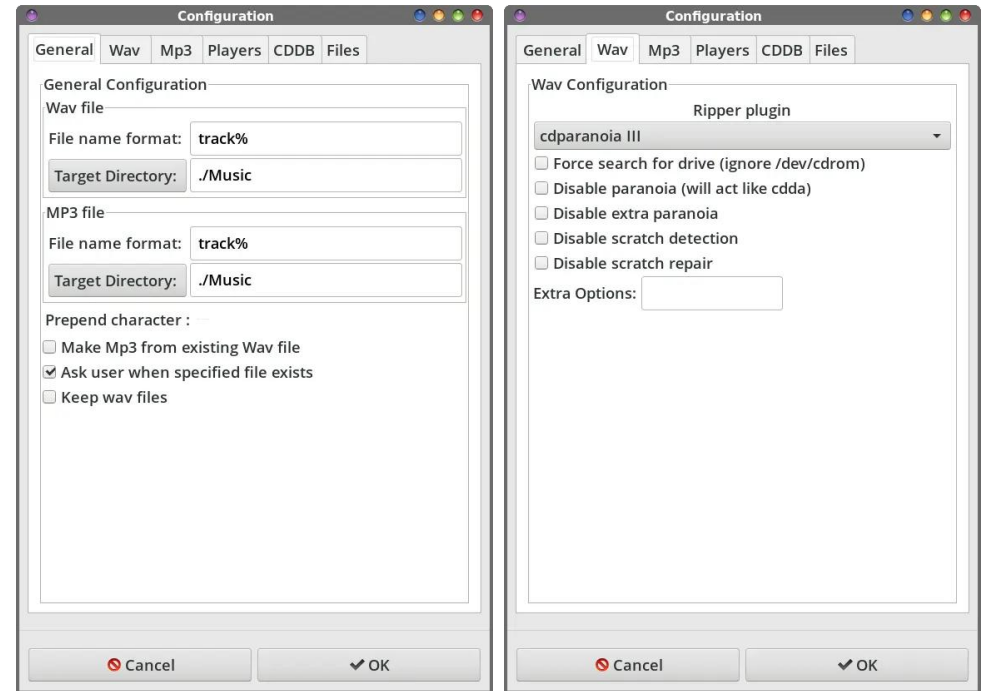 Configuration
General Wav Mp3 Players CDDB Files
General Configuration
Wav file
File name format: track%
Target Directory: ./Music
MP3 file
File name format: track%
Target Directory: ./Music
Prepend character :
Make Mp3 from existing Wav file
Ask user when specified file exists
Keep wav files
Cancel OK
Configuration
General Wav Mp3 Players CDDB Files
Wav Configuration
Ripper plugin
cdparanoia III
Force search for drive (ignore /dev/cdrom)
Disable paranoia (will act like cdda)
Disable extra paranoia
Disable scratch detection
Disable scratch repair
Extra Options:
Cancel OK